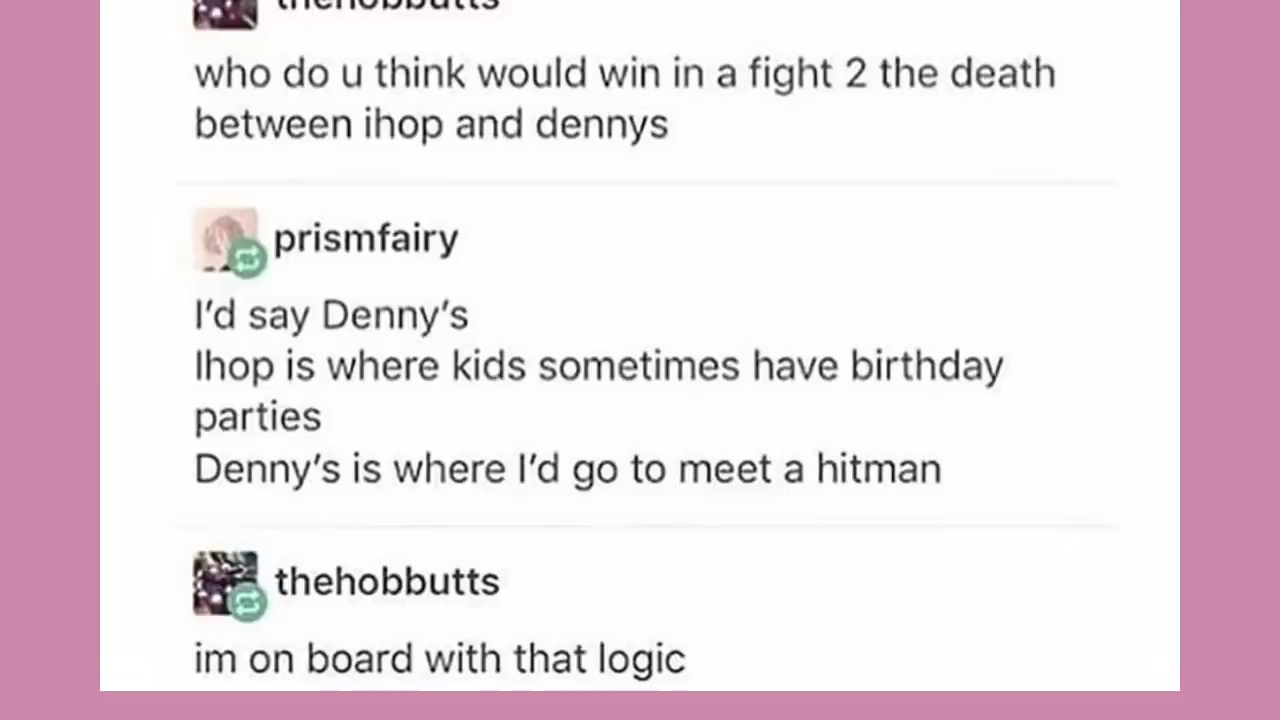 thehobbutts
who do u think would win in a fight 2 the death
between ihop and dennys
prismfairy
I'd say Denny's
Ihop is where kids sometimes have birthday
parties
Denny's is where I'd go to meet a hitman
thehobbutts
im on board with that logic